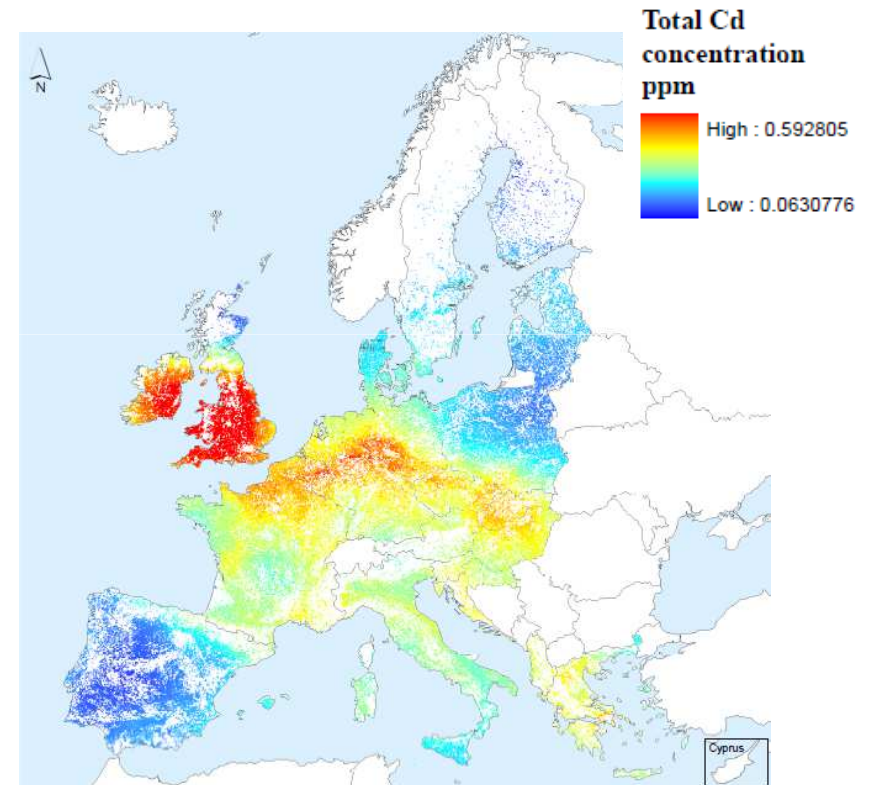 Total Cd
concentration
ppm
High : 0.592805
Low : 0.0630776
N
Cyprus